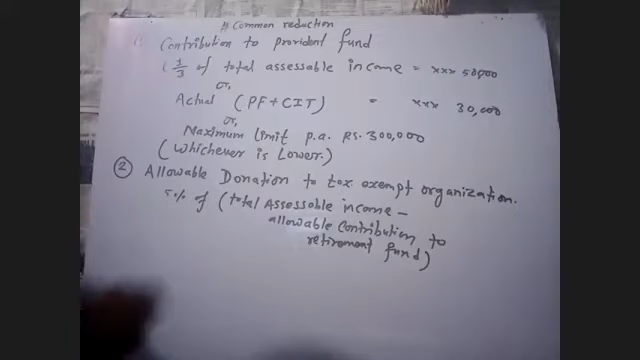 # Common reduction
① Contribution to provident fund
(1/3 of total assessable income = xxx 50,000
or,
Actual (PF+CIT) = xxx 30,000
or,
Maximum limit p.a. Rs. 300,000
(whichever is Lower.)
② Allowable Donation to tax exempt organization.
5% of (total Assessable income –
allowable contribution to
retirement fund)